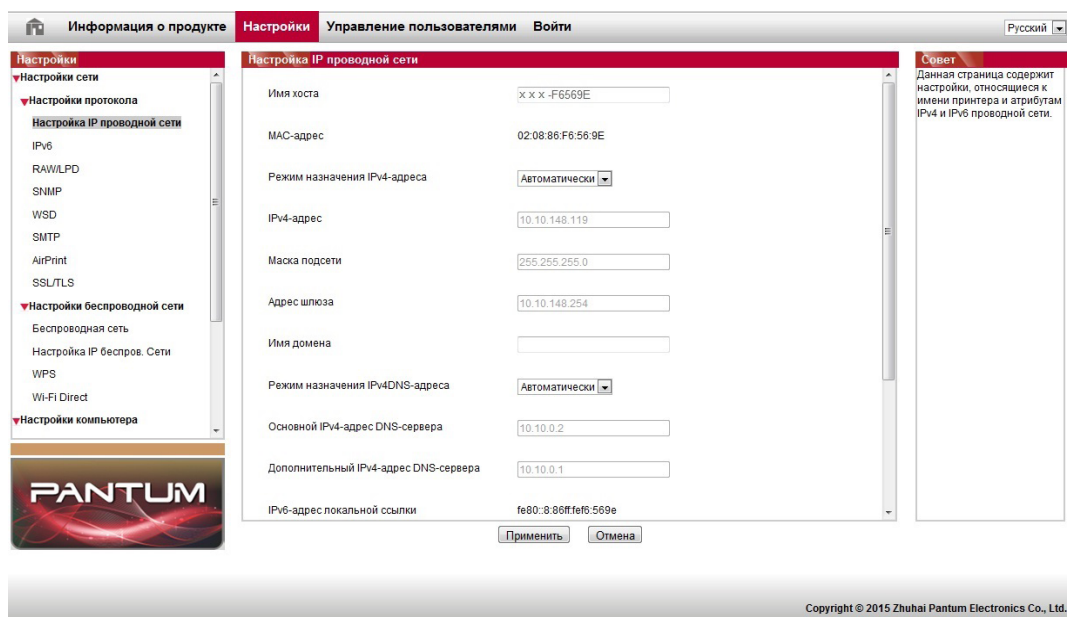 Информация о продукте Настройки Управление пользователями Войти Русский
Настройки
Настройки сети
Настройки протокола
Настройка IP проводной сети
IPv6
RAW/LPD
SNMP
WSD
SMTP
AirPrint
SSL/TLS
Настройки беспроводной сети
Беспроводная сеть
Настройка IP беспров. Сети
WPS
Wi-Fi Direct
Настройки компьютера
PANTUM
Настройка IP проводной сети
Имя хоста x x x -F6569E
MAC-адрес 02:08:86:F6:56:9E
Режим назначения IPv4-адреса Автоматически
IPv4-адрес 10.10.148.119
Маска подсети 255.255.255.0
Адрес шлюза 10.10.148.254
Имя домена
Режим назначения IPv4DNS-адреса Автоматически
Основной IPv4-адрес DNS-сервера 10.10.0.2
Дополнительный IPv4-адрес DNS-сервера 10.10.0.1
IPv6-адрес локальной ссылки fe80::8:86ff:fef6:569e
Применить Отмена
Совет
Данная страница содержит
настройки, относящиеся к
имени принтера и атрибутам
IPv4 и IPv6 проводной сети.
Copyright © 2015 Zhuhai Pantum Electronics Co., Ltd.